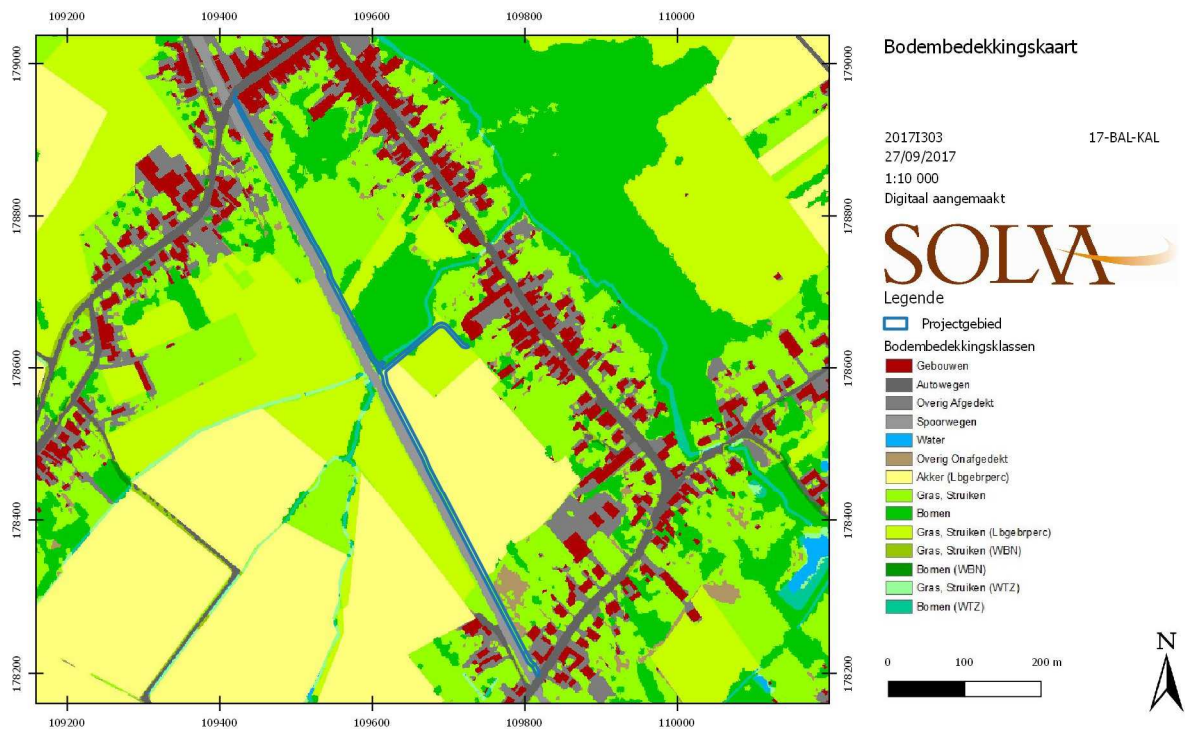 109200 109400 109600 109800 110000
179000 179000
178800 178800
178600 178600
178400 178400
178200 178200
109200 109400 109600 109800 110000
Bodembedekkingskaart
2017I303 17-BAL-KAL
27/09/2017
1:10 000
Digitaal aangemaakt
SOLVA
Legende
Projectgebied
Bodembedekkingsklassen
Gebouwen
Autowegen
Overig Afgedekt
Spoorwegen
Water
Overig Onafgedekt
Akker (Lbgebrperc)
Gras, Struiken
Bomen
Gras, Struiken (Lbgebrperc)
Gras, Struiken (WBN)
Bomen (WBN)
Gras, Struiken (WTZ)
Bomen (WTZ)
0 100 200 m
N